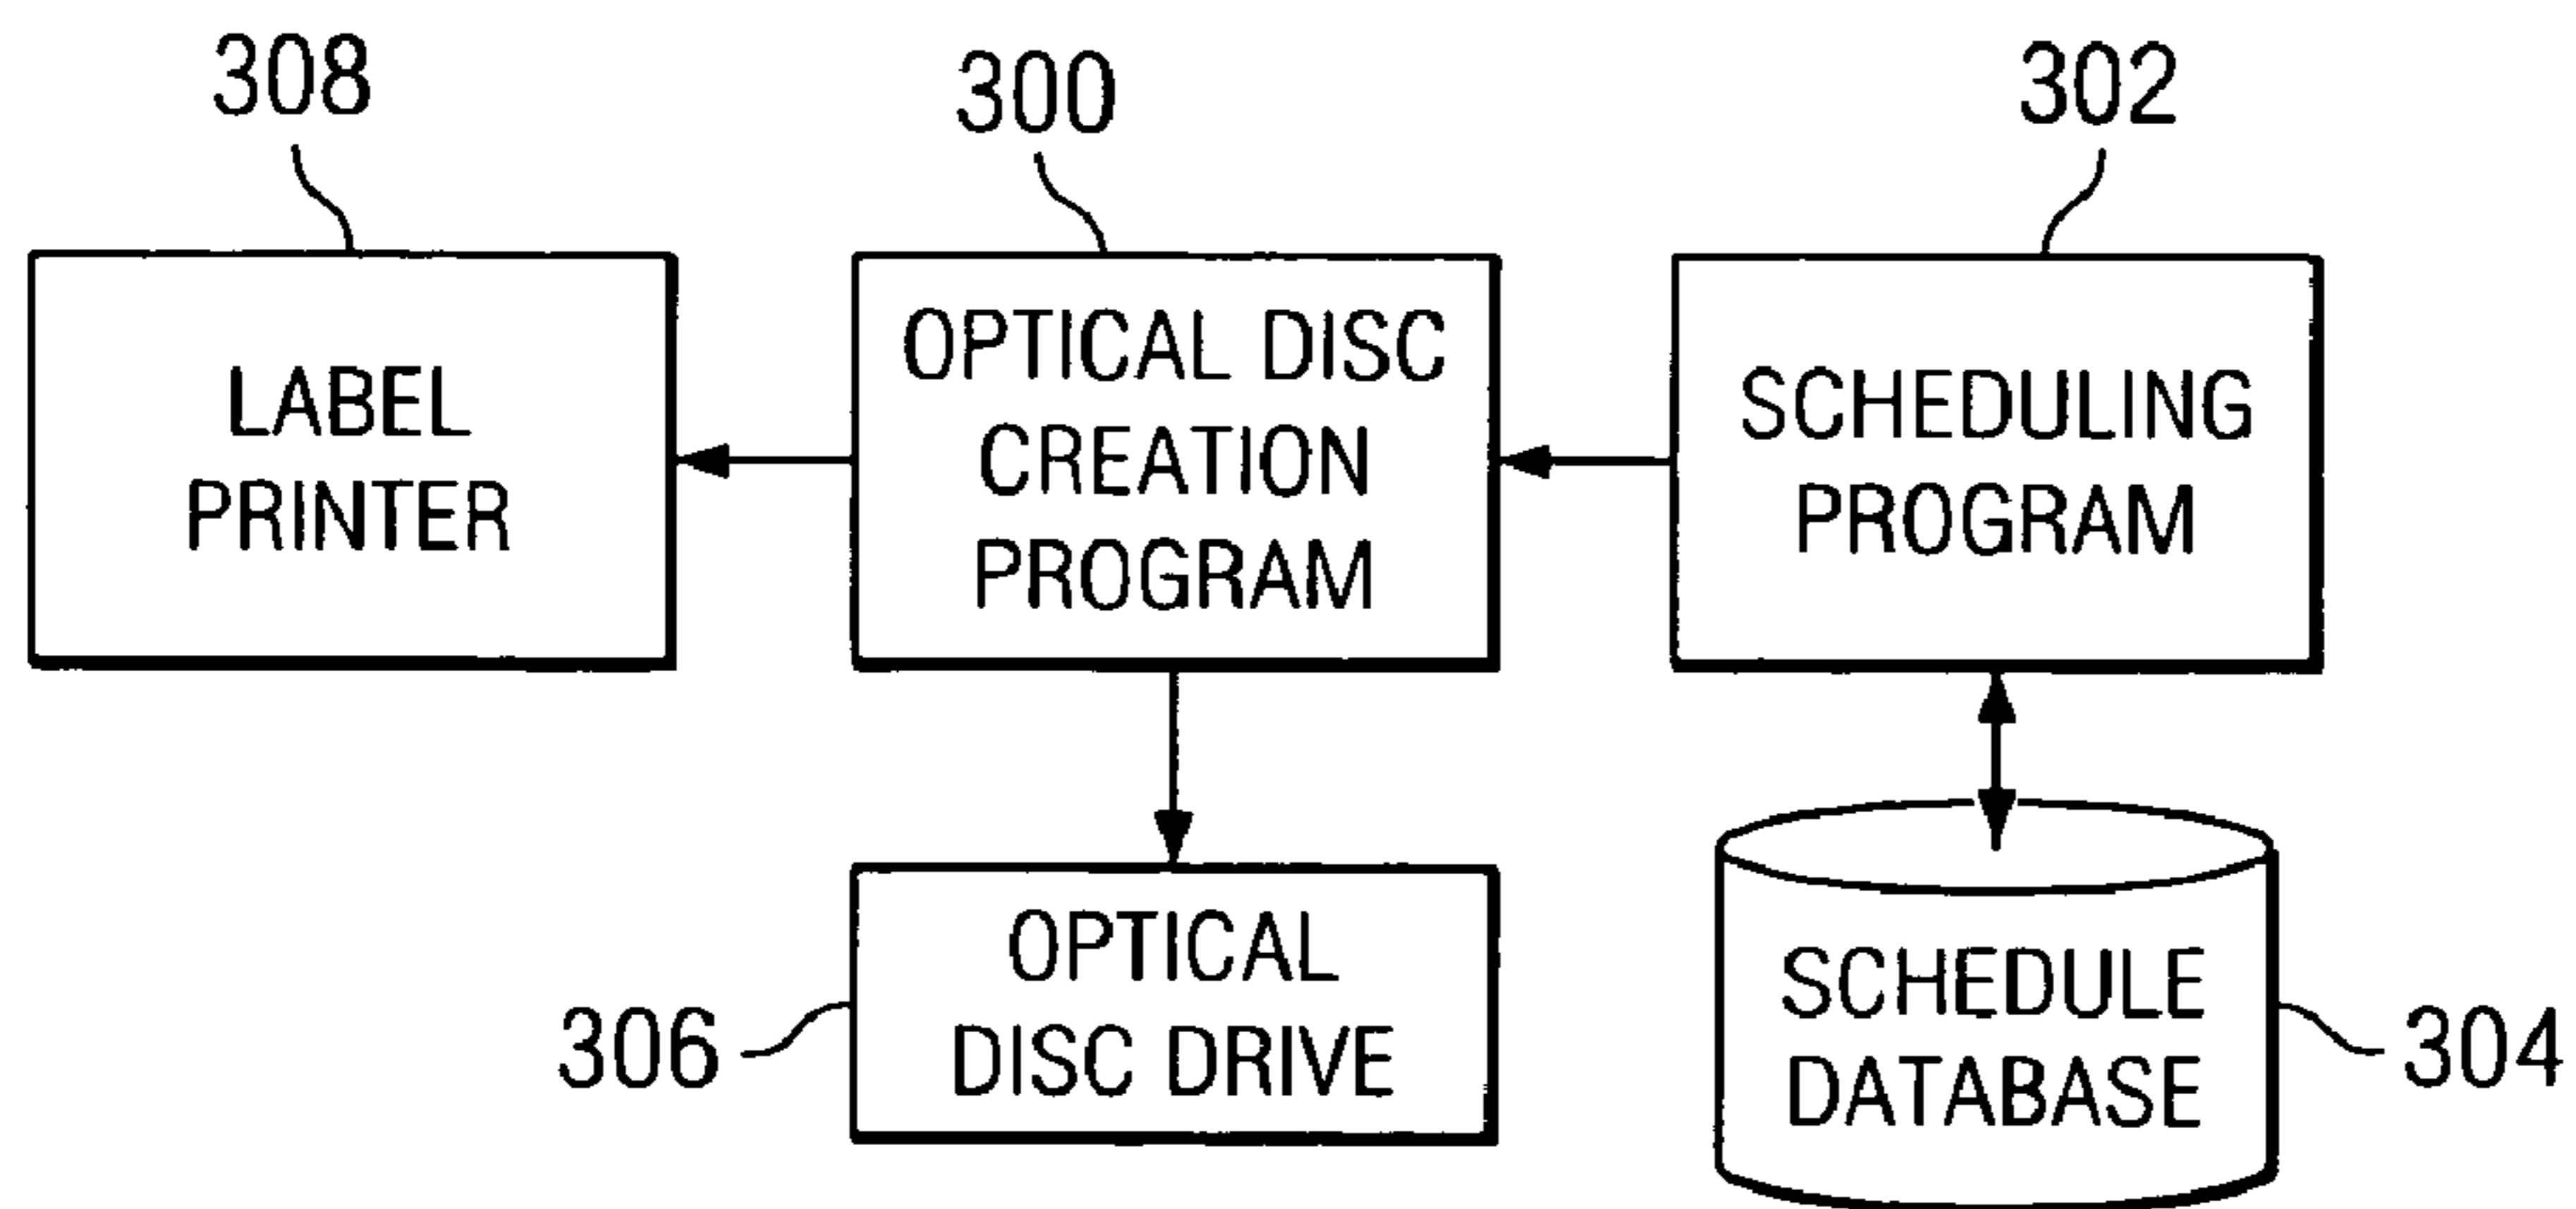 308
300
302
LABEL
PRINTER
OPTICAL DISC
CREATION
PROGRAM
SCHEDULING
PROGRAM
306
OPTICAL
DISC DRIVE
SCHEDULE
DATABASE
304